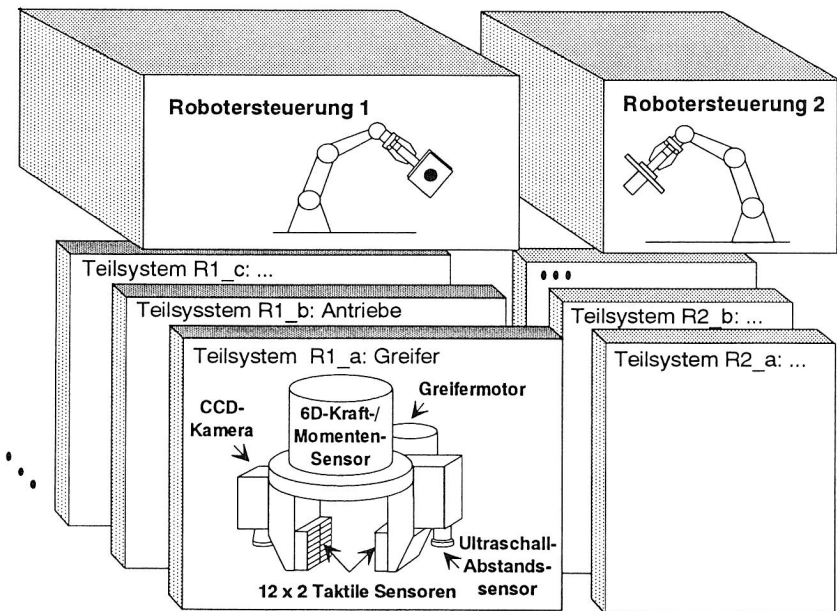 Robotersteuerung 1
Robotersteuerung 2
Teilsystem R1_c: ...
Teilsysstem R1_b: Antriebe
Teilsystem R1_a: Greifer
Teilsystem R2_b: ...
Teilsystem R2_a: ...
CCD-
Kamera
6D-Kraft-/
Momenten-
Sensor
Greifermotor
Ultraschall-
Abstands-
sensor
12 x 2 Taktile Sensoren